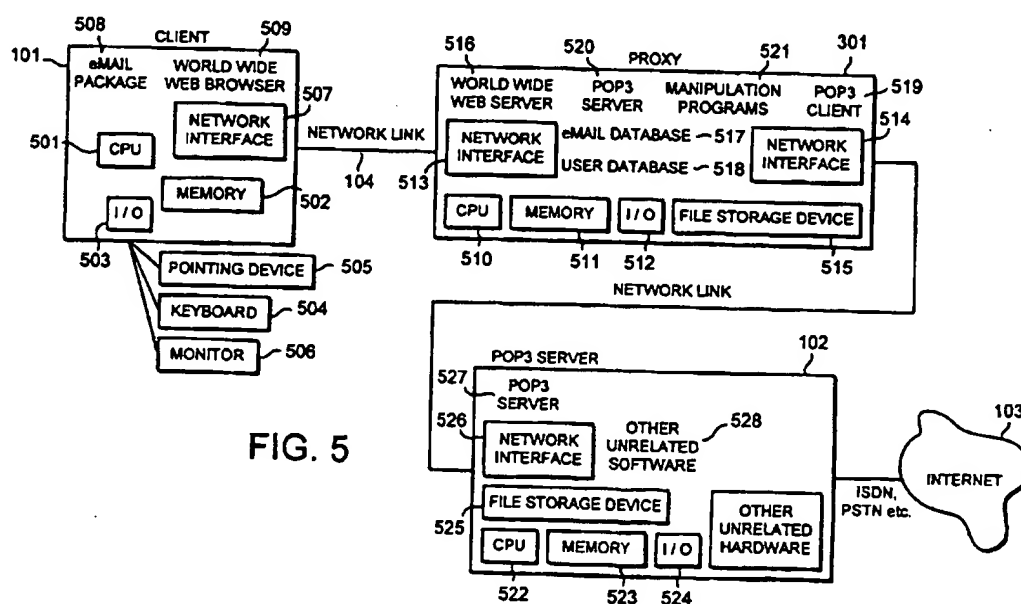 508
509
CLIENT
101
eMAIL PACKAGE
WORLD WIDE WEB BROWSER
507
NETWORK INTERFACE
501
CPU
MEMORY
502
I / O
503
POINTING DEVICE
505
KEYBOARD
504
MONITOR
506
NETWORK LINK
104
516
520
521
301
PROXY
WORLD WIDE WEB SERVER
POP3 SERVER
MANIPULATION PROGRAMS
POP3 CLIENT
519
514
NETWORK INTERFACE
513
eMAIL DATABASE
517
USER DATABASE
518
NETWORK INTERFACE
CPU
MEMORY
I / O
FILE STORAGE DEVICE
510
511
512
515
NETWORK LINK
POP3 SERVER
102
527
POP3 SERVER
526
NETWORK INTERFACE
OTHER UNRELATED SOFTWARE
528
FILE STORAGE DEVICE
525
CPU
MEMORY
I / O
OTHER UNRELATED HARDWARE
522
523
524
ISDN, PSTN etc.
103
INTERNET
FIG. 5